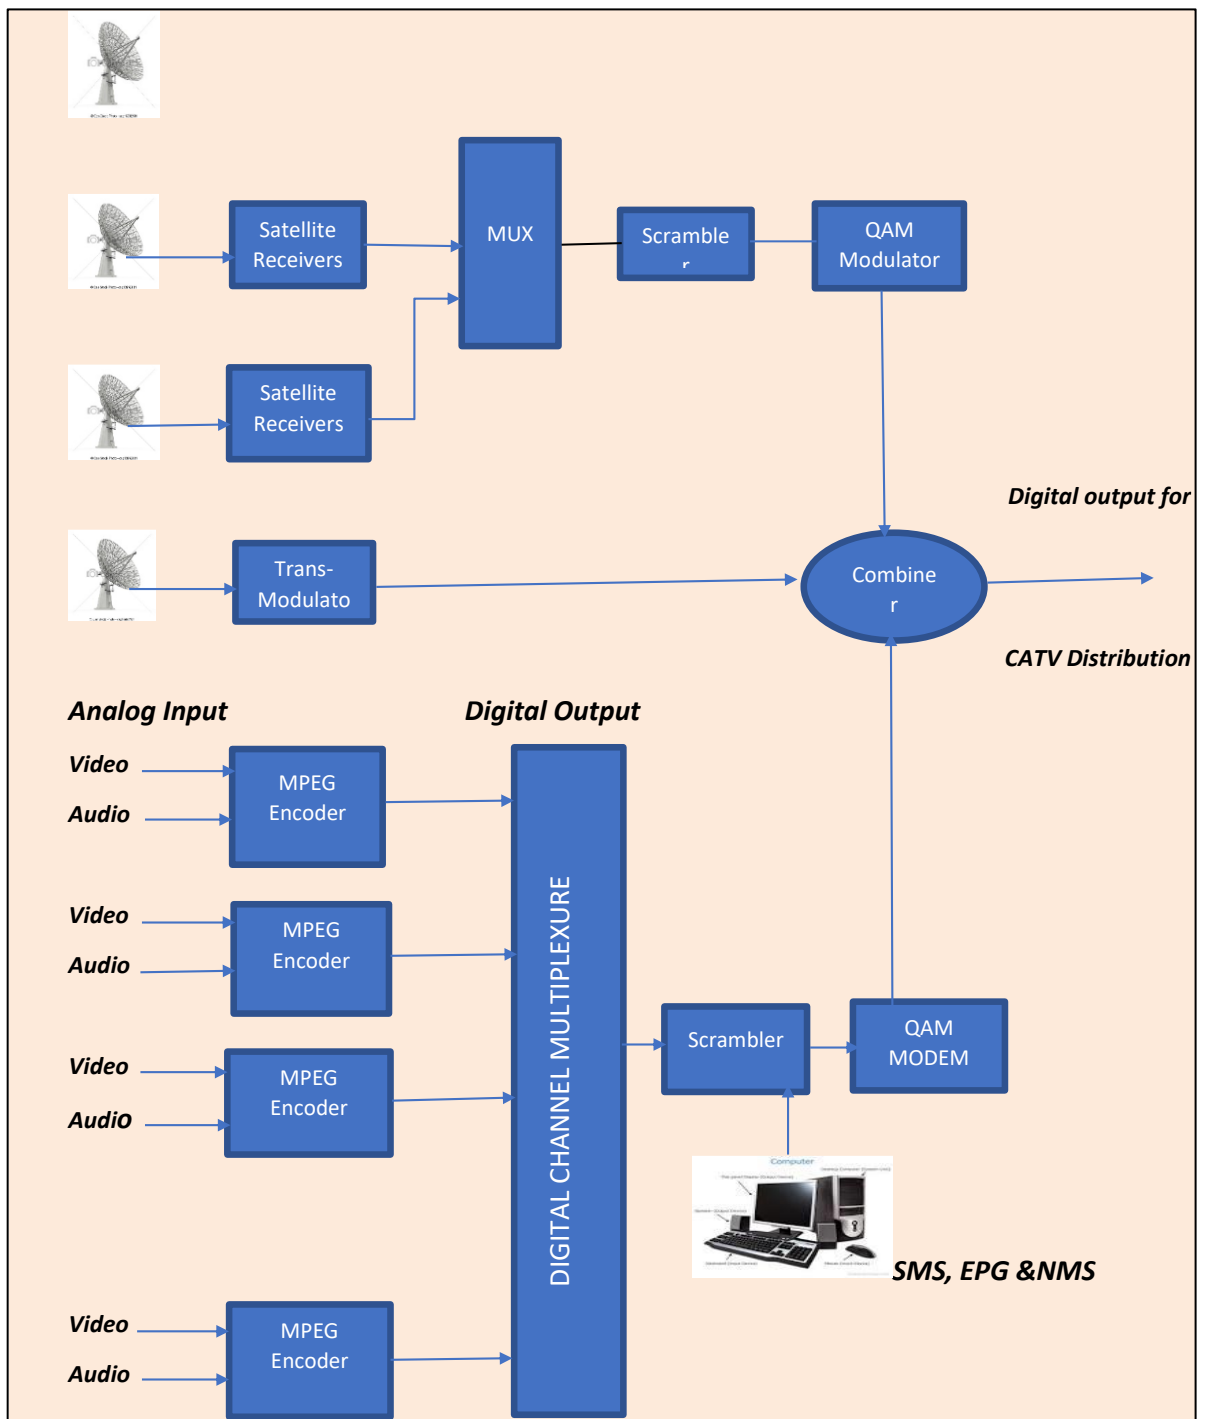 Satellite
Receivers
MUX
Scramble
r
QAM
Modulator
Satellite
Receivers
Digital output for
Trans-
Modulato
Combine
r
CATV Distribution
Analog Input
Digital Output
Video
Audio
MPEG
Encoder
Video
Audio
MPEG
Encoder
Video
Audio
MPEG
Encoder
Video
Audio
MPEG
Encoder
DIGITAL CHANNEL MULTIPLEXURE
Scrambler
QAM
MODEM
Computer
SMS, EPG &NMS